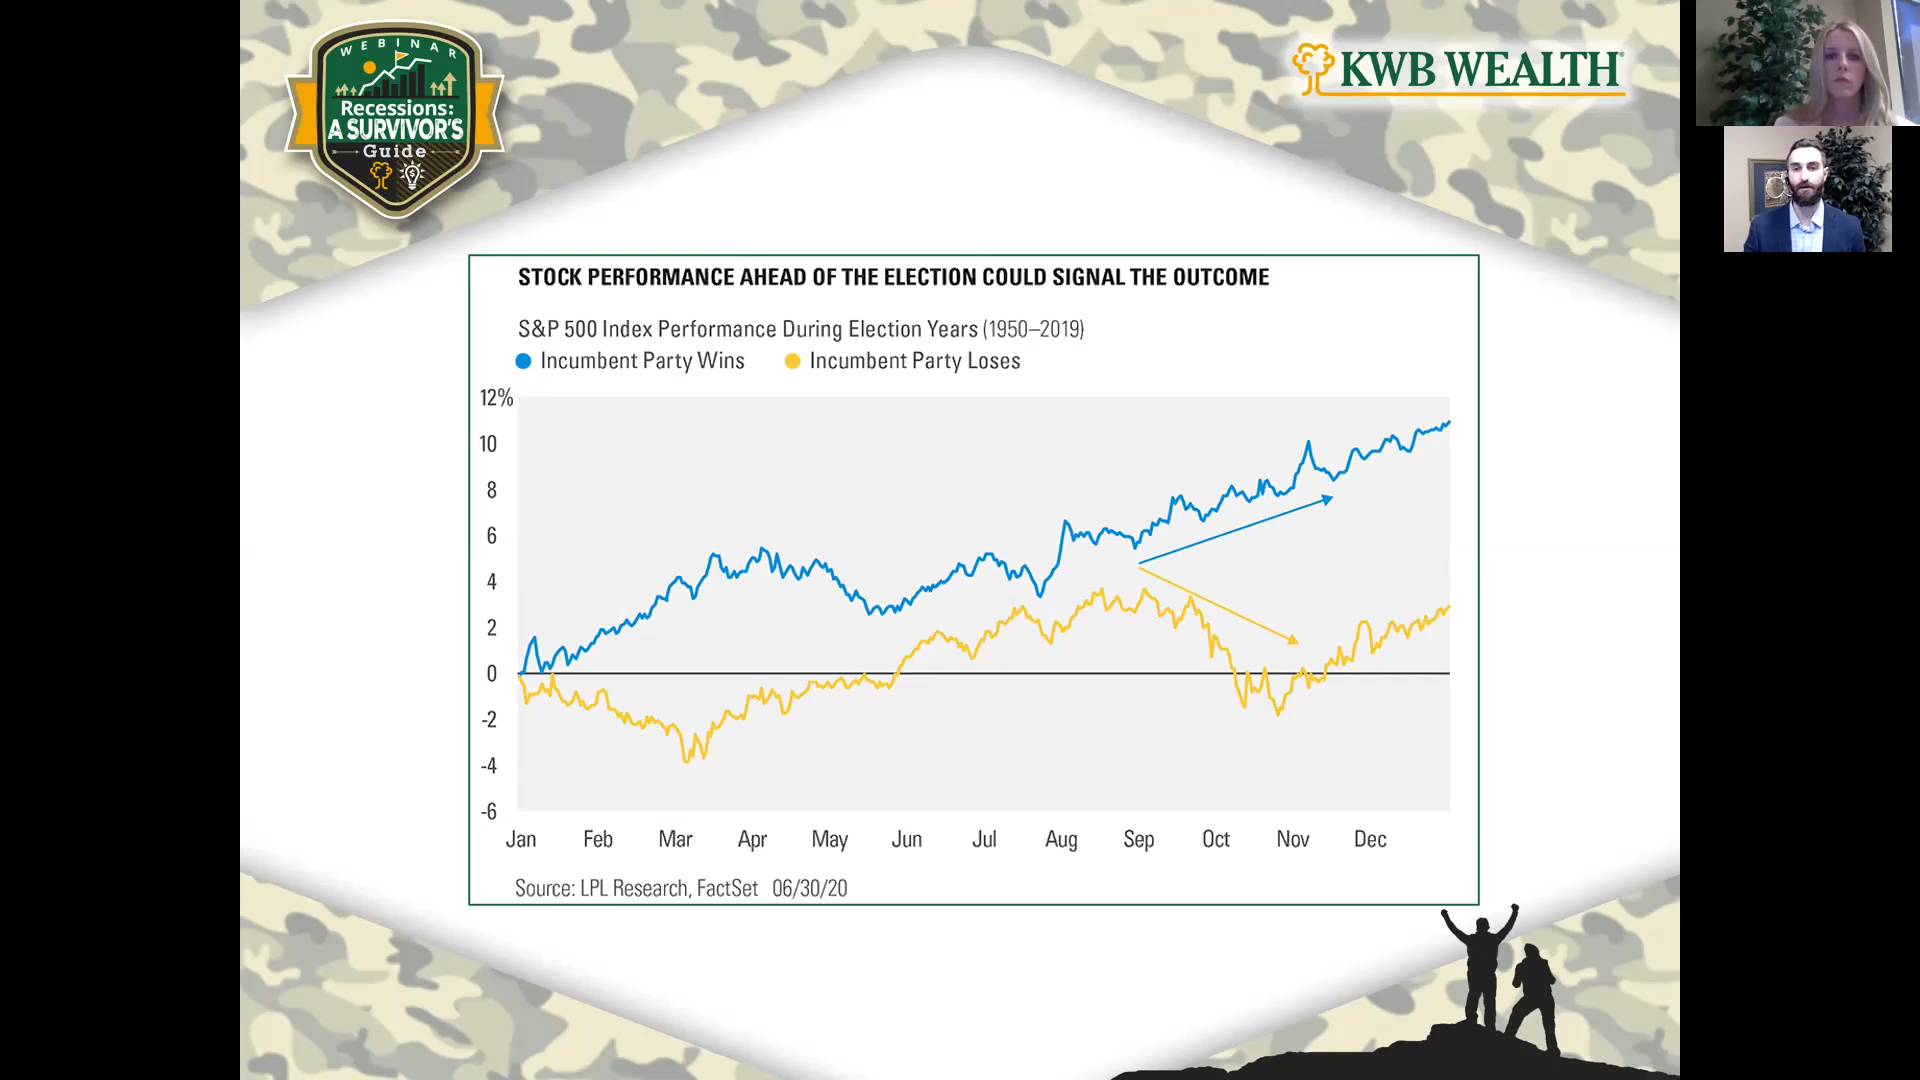 WEBINAR
Recessions:
A SURVIVOR'S
Guide
KWB WEALTH®
STOCK PERFORMANCE AHEAD OF THE ELECTION COULD SIGNAL THE OUTCOME
S&P 500 Index Performance During Election Years (1950–2019)
Incumbent Party Wins Incumbent Party Loses
12%
10
8
6
4
2
0
-2
-4
-6
Jan Feb Mar Apr May Jun Jul Aug Sep Oct Nov Dec
Source: LPL Research, FactSet 06/30/20